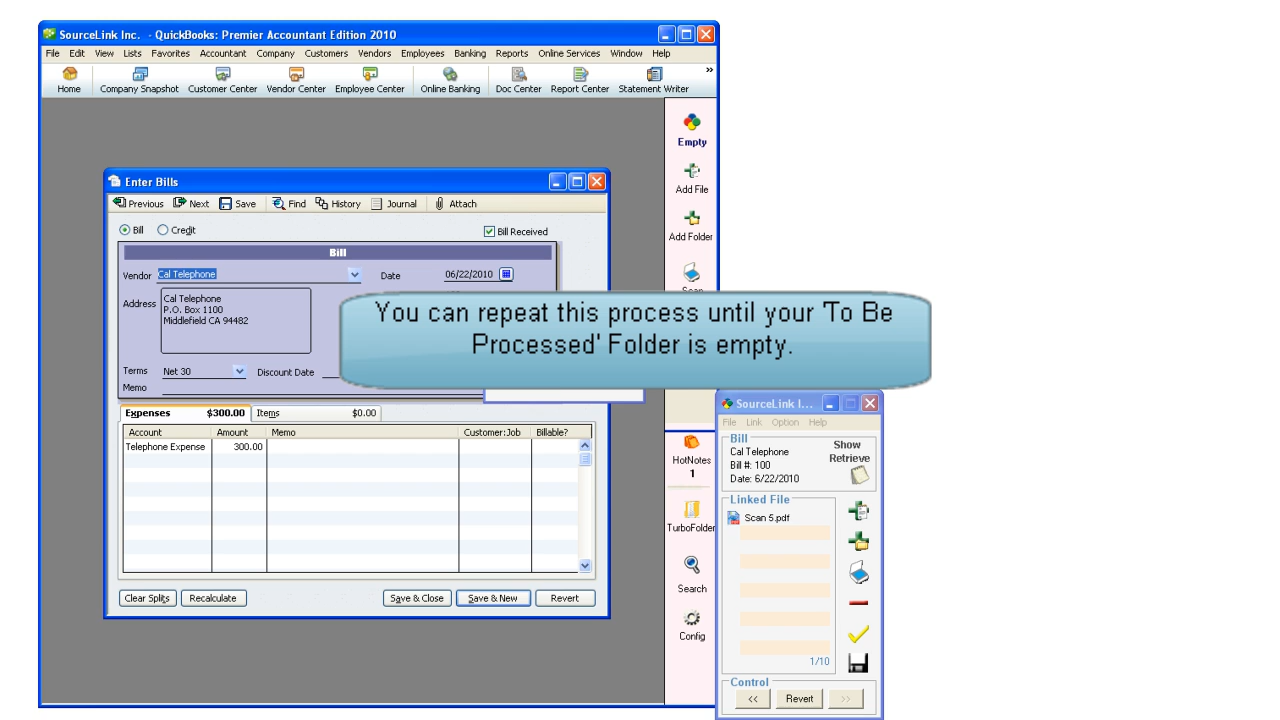 SourceLink Inc. - QuickBooks: Premier Accountant Edition 2010
File Edit View Lists Favorites Accountant Company Customers Vendors Employees Banking Reports Online Services Window Help
Home Company Snapshot Customer Center Vendor Center Employee Center Online Banking Doc Center Report Center Statement Writer »
Empty
Add File
Add Folder
Enter Bills
Previous Next Save Find History Journal Attach
Bill Credit Bill Received
Bill
Vendor Cal Telephone Date 06/22/2010
Address Cal Telephone
P.O. Box 1100
Middlefield CA 94482
Terms Net 30 Discount Date
Memo
You can repeat this process until your 'To Be
Processed' Folder is empty.
Expenses $300.00 Items $0.00
Account Amount Memo Customer:Job Billable?
Telephone Expense 300.00
Clear Splits Recalculate Save & Close Save & New Revert
HotNotes
1
TurboFolder
Search
Config
SourceLink I...
File Link Option Help
Bill
Cal Telephone
Bill #: 100
Date: 6/22/2010
Show
Retrieve
Linked File
Scan 5.pdf
1/10
Control
<< Revert >>